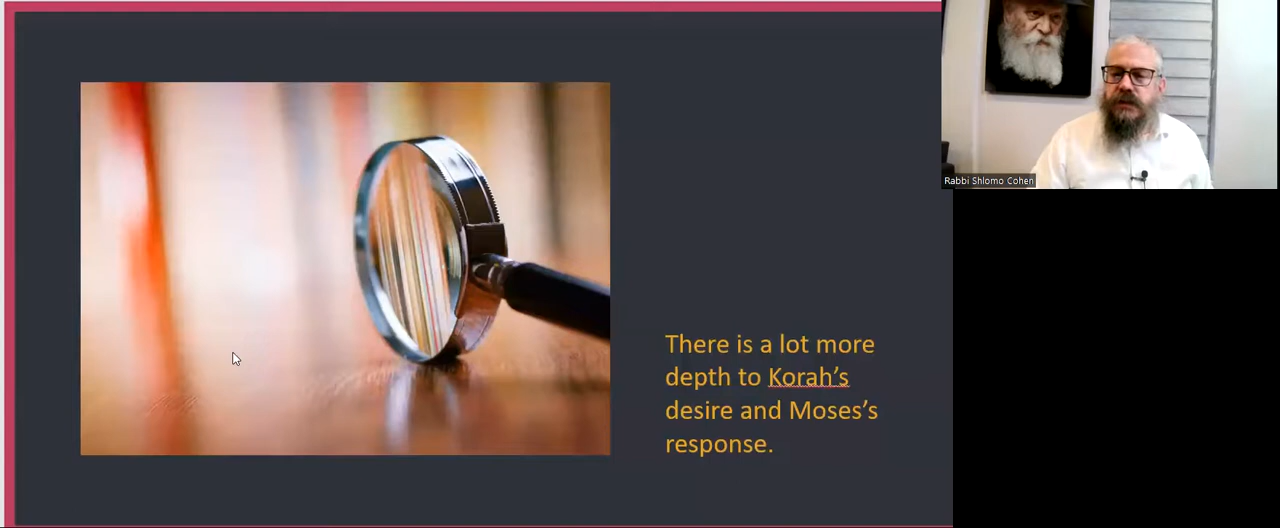 Rabbi Shlomo Cohen
There is a lot more
depth to Korah’s
desire and Moses’s
response.